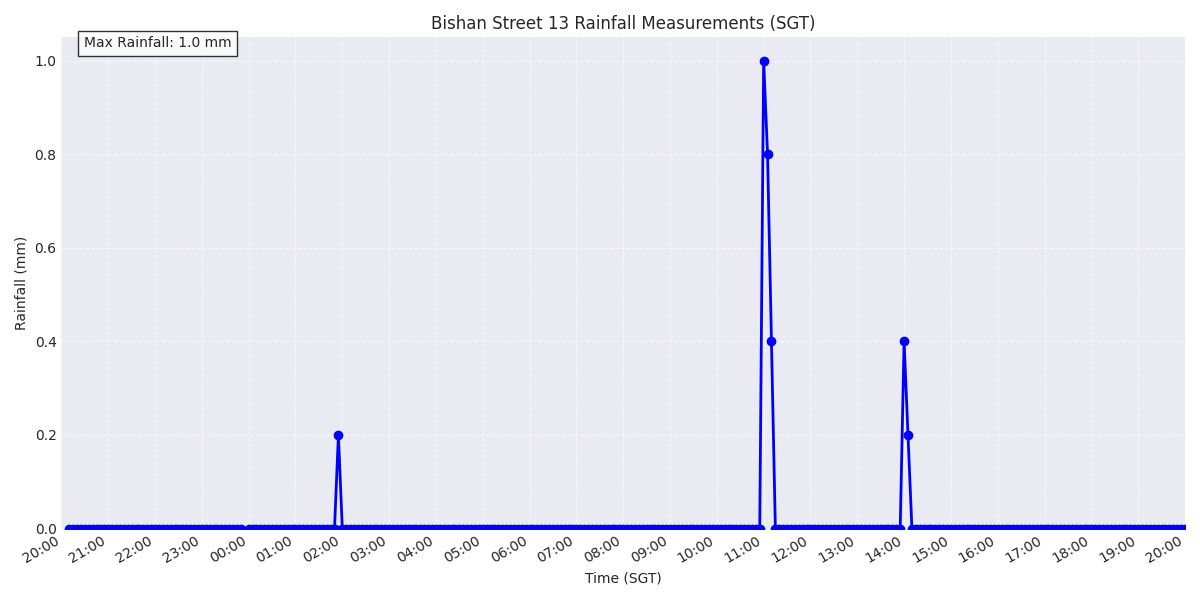 Bishan Street 13 Rainfall Measurements (SGT)
Max Rainfall: 1.0 mm
1.0
0.8
0.6
0.4
0.2
0.0
Rainfall (mm)
20:00 21:00 22:00 23:00 00:00 01:00 02:00 03:00 04:00 05:00 06:00 07:00 08:00 09:00 10:00 11:00 12:00 13:00 14:00 15:00 16:00 17:00 18:00 19:00 20:00
Time (SGT)